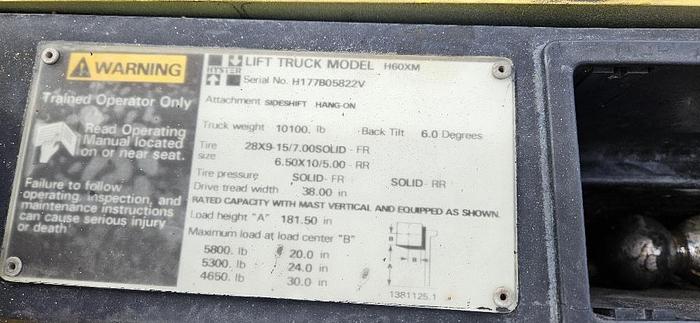 WARNING
Trained Operator Only
Read Operating
Manual located
on or near seat.
Failure to follow
operating, inspection, and
maintenance instructions
can cause serious injury
or death
HYSTER
LIFT TRUCK MODEL H60XM
Serial No. H177B05822V
Attachment SIDESHIFT HANG-ON
Truck weight 10100. lb Back Tilt 6.0 Degrees
Tire size 28X9-15/7.00SOLID - FR
6.50X10/5.00 - RR
Tire pressure SOLID - FR SOLID - RR
Drive tread width 38.00 in
RATED CAPACITY WITH MAST VERTICAL AND EQUIPPED AS SHOWN.
Load height "A" 181.50 in
Maximum load at load center "B"
5800. lb 20.0 in
5300. lb 24.0 in
4650. lb 30.0 in
B
B
A
1381125.1